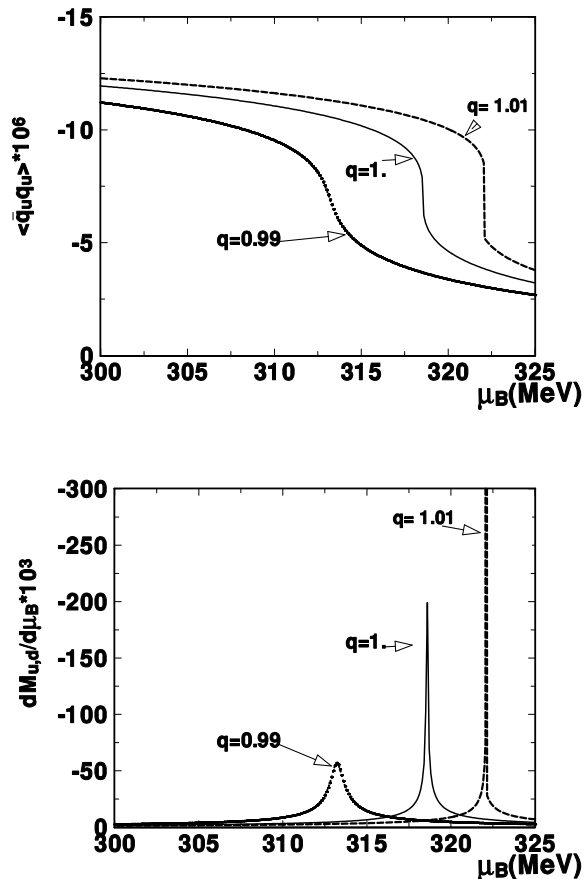 -15
-10
-5
0
<q̄ᵤqᵤ>*10⁶
q= 1.01
q=1.
q=0.99
300 305 310 315 320 325
μB(MeV)
-300
-250
-200
-150
-100
-50
0
dMu,d/dμB*10³
q= 1.01
q=1.
q=0.99
300 305 310 315 320 325
μB(MeV)